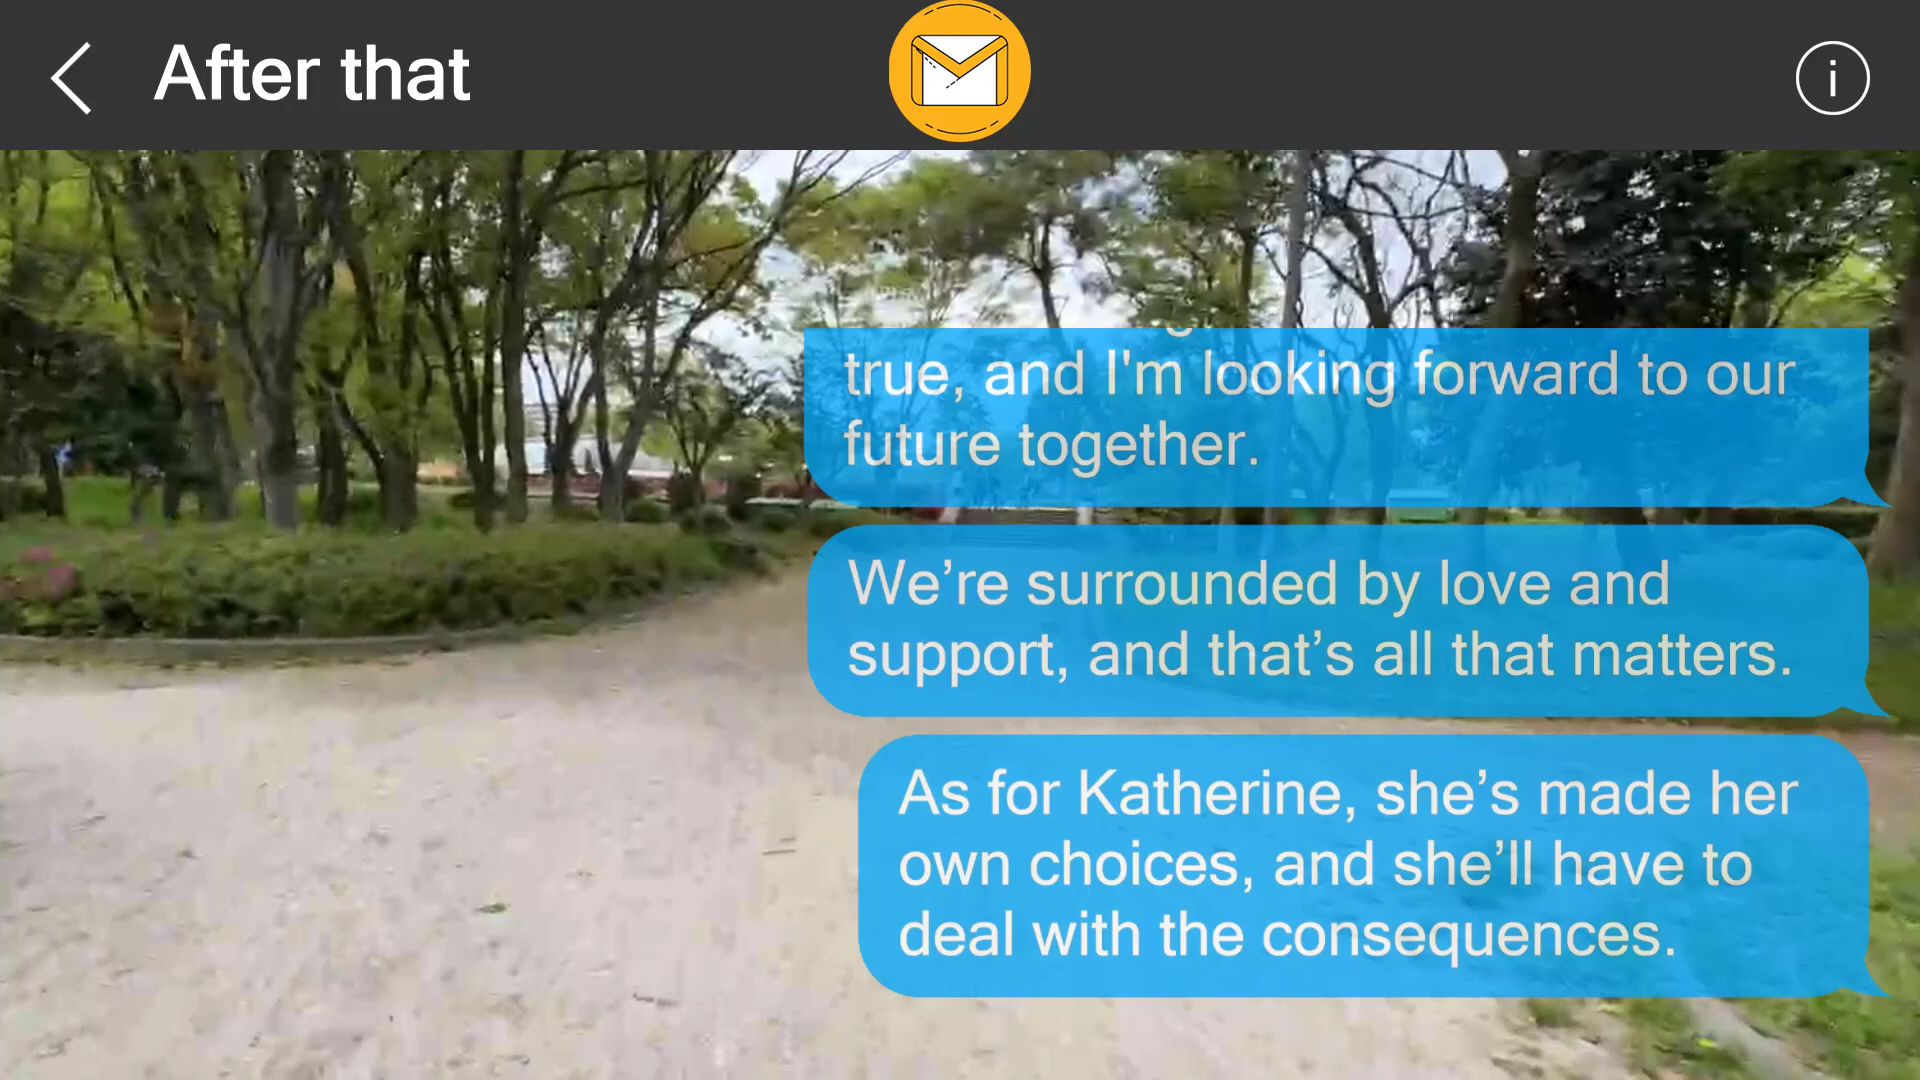 After that
true, and I'm looking forward to our
future together.
We’re surrounded by love and
support, and that’s all that matters.
As for Katherine, she’s made her
own choices, and she’ll have to
deal with the consequences.